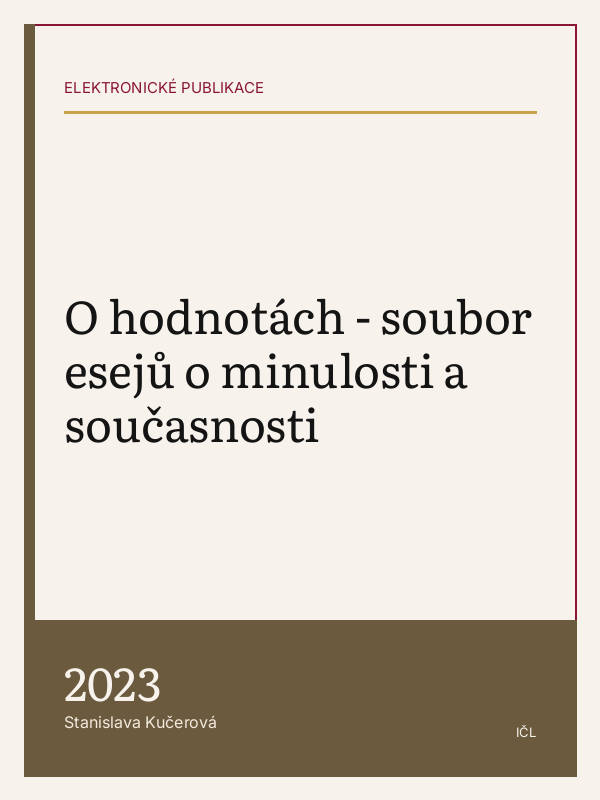 ELEKTRONICKÉ PUBLIKACE
O hodnotách - soubor
esejů o minulosti a
současnosti
2023
Stanislava Kučerová
IČL